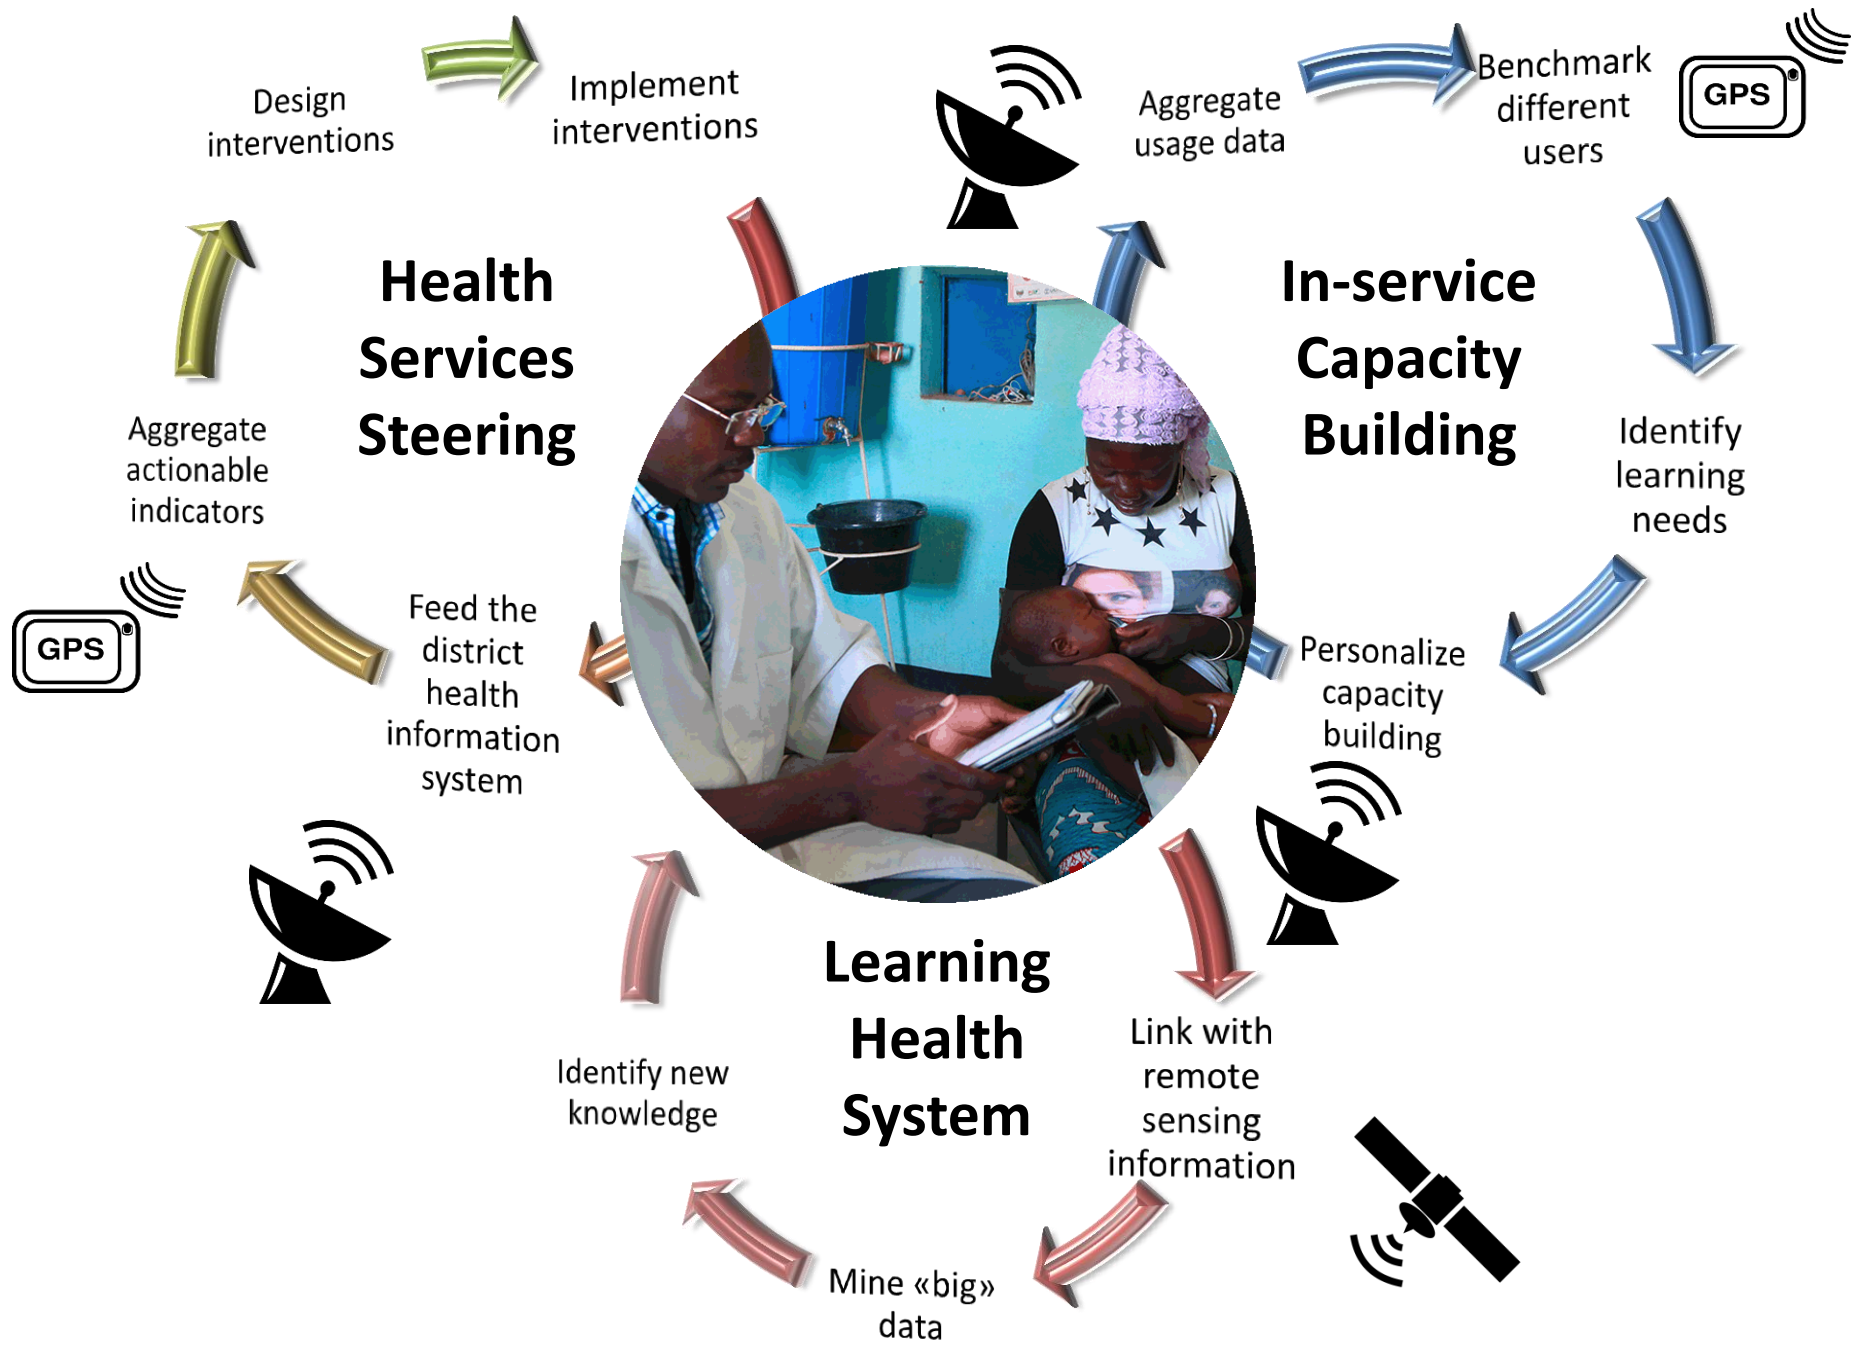 Design
interventions
Implement
interventions
Aggregate
usage data
Benchmark
different
users
GPS
Health
Services
Steering
In-service
Capacity
Building
Aggregate
actionable
indicators
Identify
learning
needs
GPS
Feed the
district
health
information
system
Personalize
capacity
building
Learning
Health
System
Link with
remote
sensing
information
Identify new
knowledge
Mine «big»
data